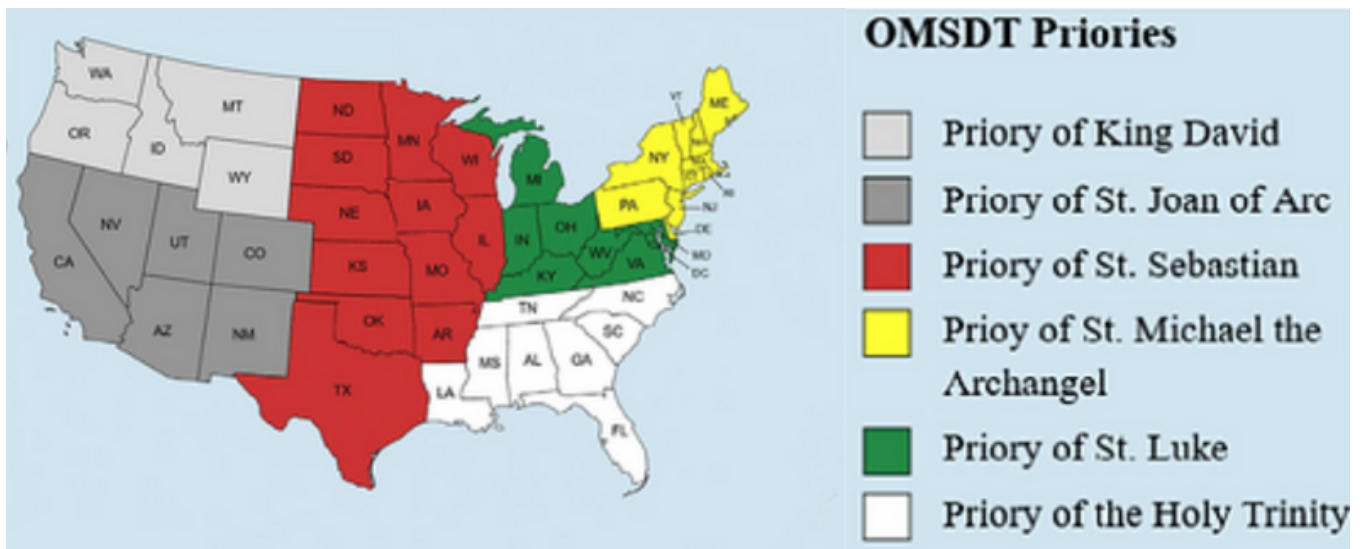 OMSDT Priories
Priory of King David
Priory of St. Joan of Arc
Priory of St. Sebastian
Prioy of St. Michael the
Archangel
Priory of St. Luke
Priory of the Holy Trinity
WA
MT
ND
MN
OR
ID
WY
SD
WI
MI
VT
ME
NY
PA
NJ
DE
MD
DC
CA
NV
UT
CO
NE
IA
IL
IN
OH
WV
VA
KS
MO
KY
AZ
NM
OK
AR
TN
NC
SC
TX
LA
MS
AL
GA
FL